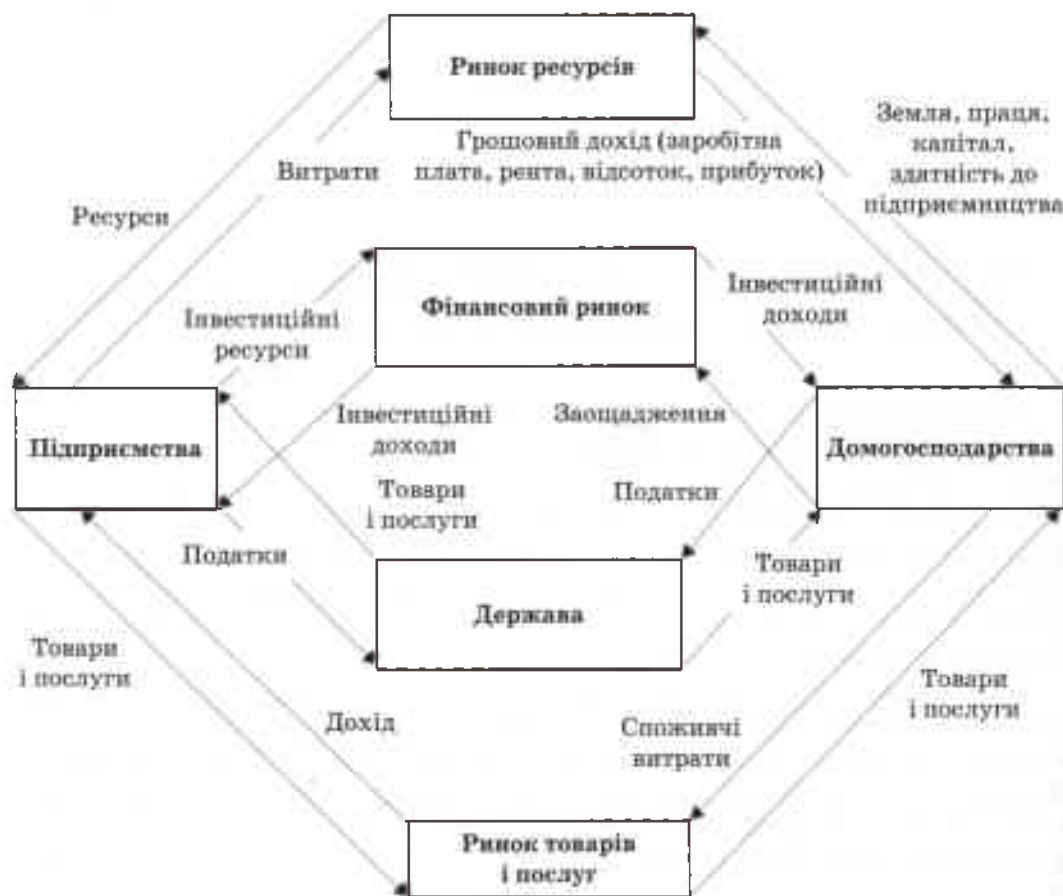 Ринок ресурсів
Земля, праця,
капітал,
здатність до
підприємництва
Грошовий дохід (заробітна
плата, рента, відсоток, прибуток)
Витрати
Ресурси
Фінансовий ринок
Інвестиційні
доходи
Інвестиційні
ресурси
Підприємства
Інвестиційні
доходи
Заощадження
Домогосподарства
Товари
і послуги
Податки
Податки
Товари
і послуги
Держава
Товари
і послуги
Товари
і послуги
Дохід
Споживчі
витрати
Ринок товарів
і послуг